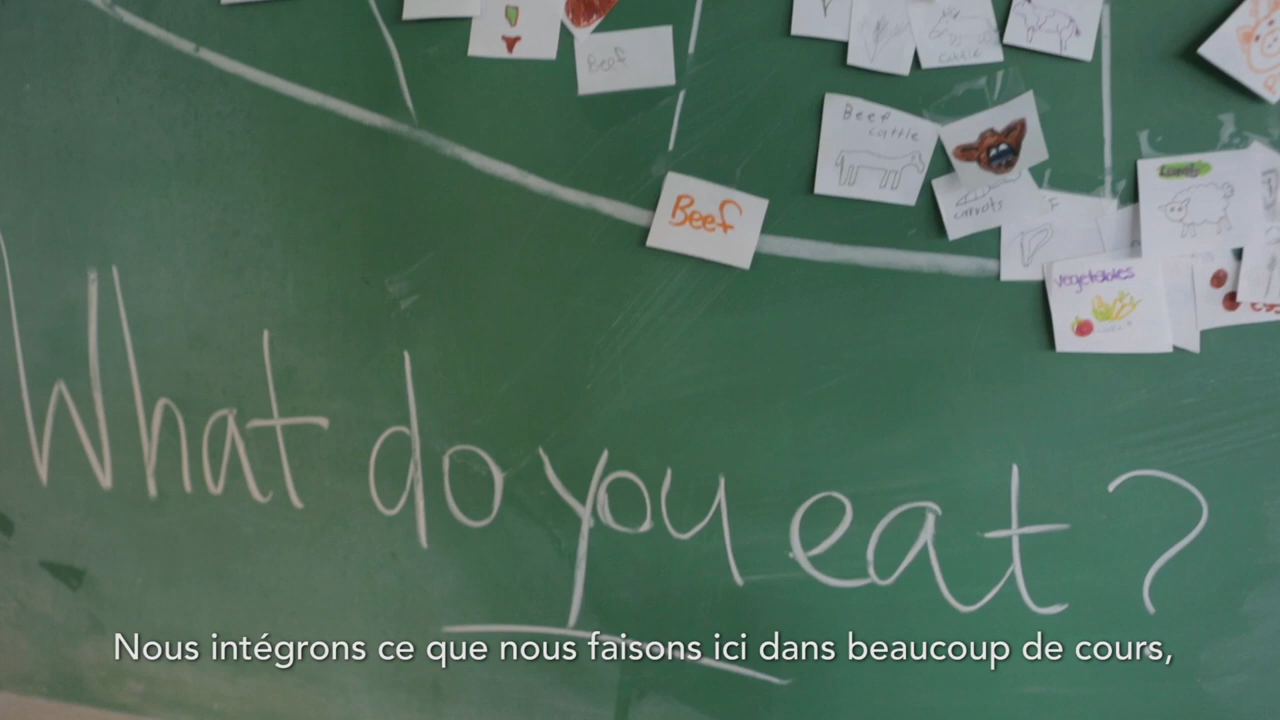 Beef
Cattle
Beef
cattle
Beef
carrots
F
vegetables
What do you eat?
Nous intégrons ce que nous faisons ici dans beaucoup de cours,